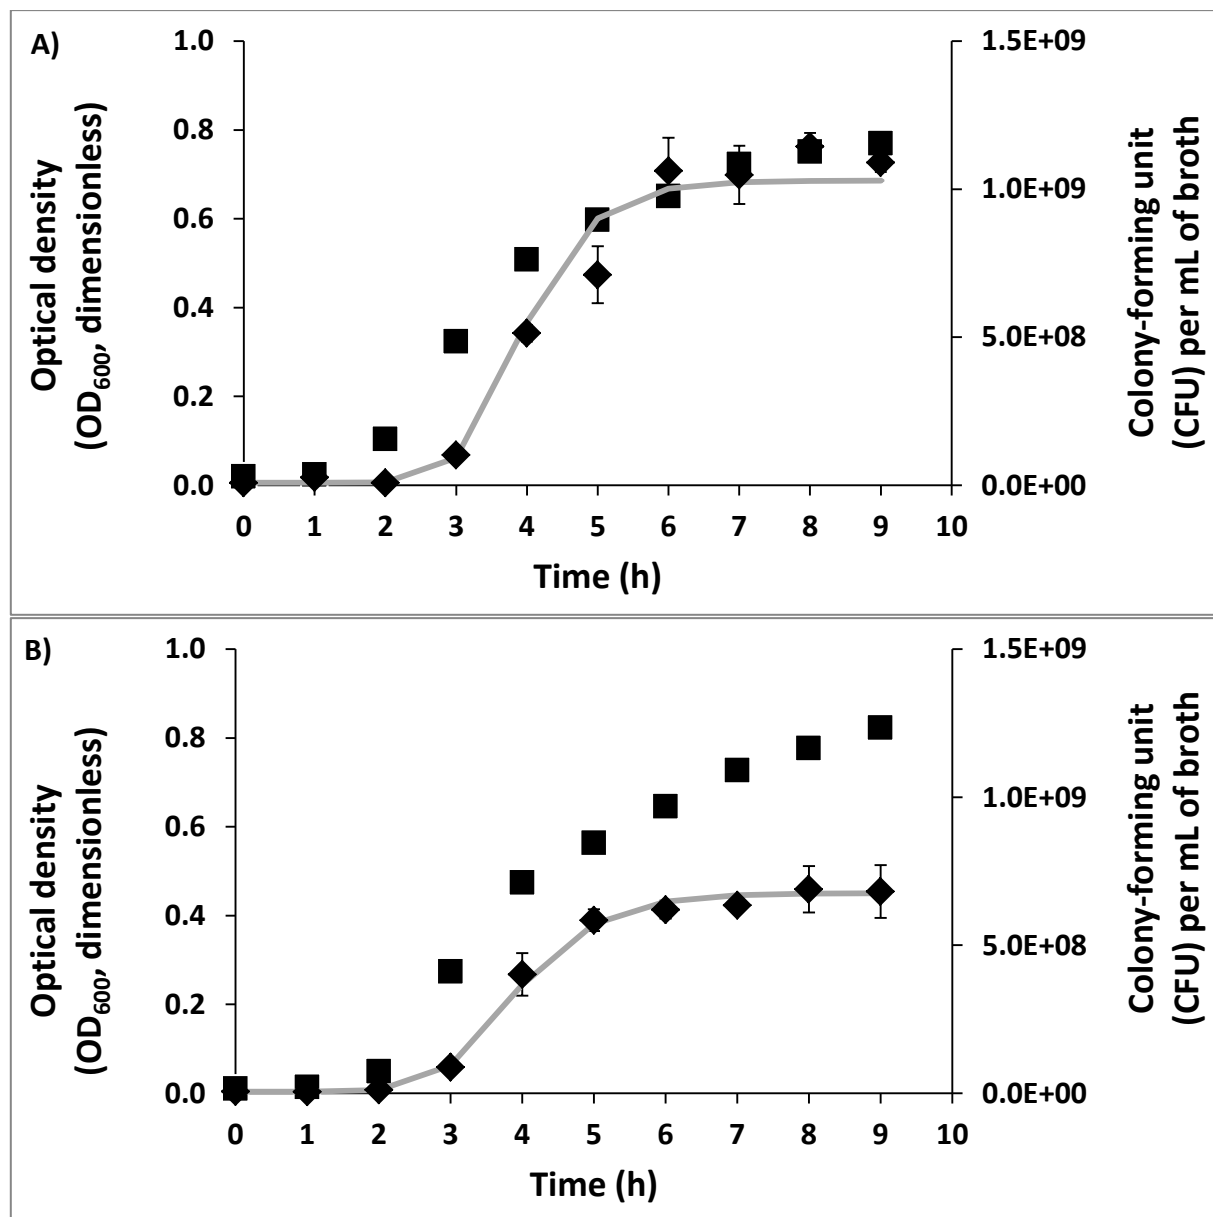 A)
Optical density
(OD600, dimensionless)
1.0
0.8
0.6
0.4
0.2
0.0
1.5E+09
1.0E+09
5.0E+08
0.0E+00
Colony-forming unit
(CFU) per mL of broth
0 1 2 3 4 5 6 7 8 9 10
Time (h)
B)
Optical density
(OD600, dimensionless)
1.0
0.8
0.6
0.4
0.2
0.0
1.5E+09
1.0E+09
5.0E+08
0.0E+00
Colony-forming unit
(CFU) per mL of broth
0 1 2 3 4 5 6 7 8 9 10
Time (h)